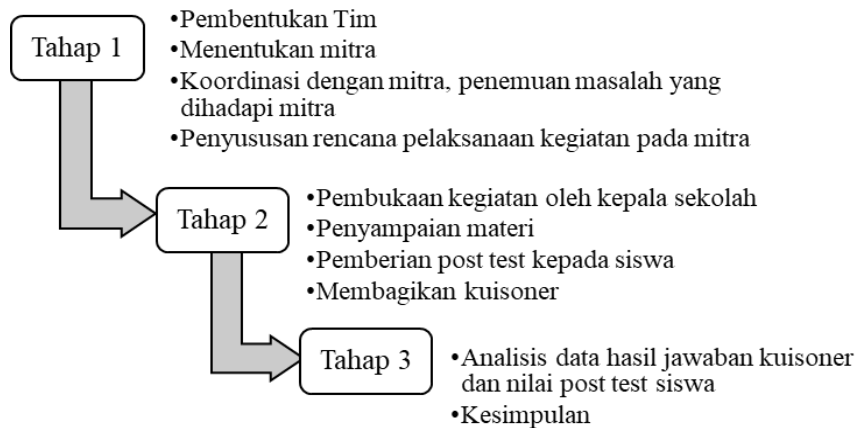 Tahap 1
•Pembentukan Tim
•Menentukan mitra
•Koordinasi dengan mitra, penemuan masalah yang
dihadapi mitra
•Penyususan rencana pelaksanaan kegiatan pada mitra
Tahap 2
•Pembukaan kegiatan oleh kepala sekolah
•Penyampaian materi
•Pemberian post test kepada siswa
•Membagikan kuisoner
Tahap 3
•Analisis data hasil jawaban kuisoner
dan nilai post test siswa
•Kesimpulan